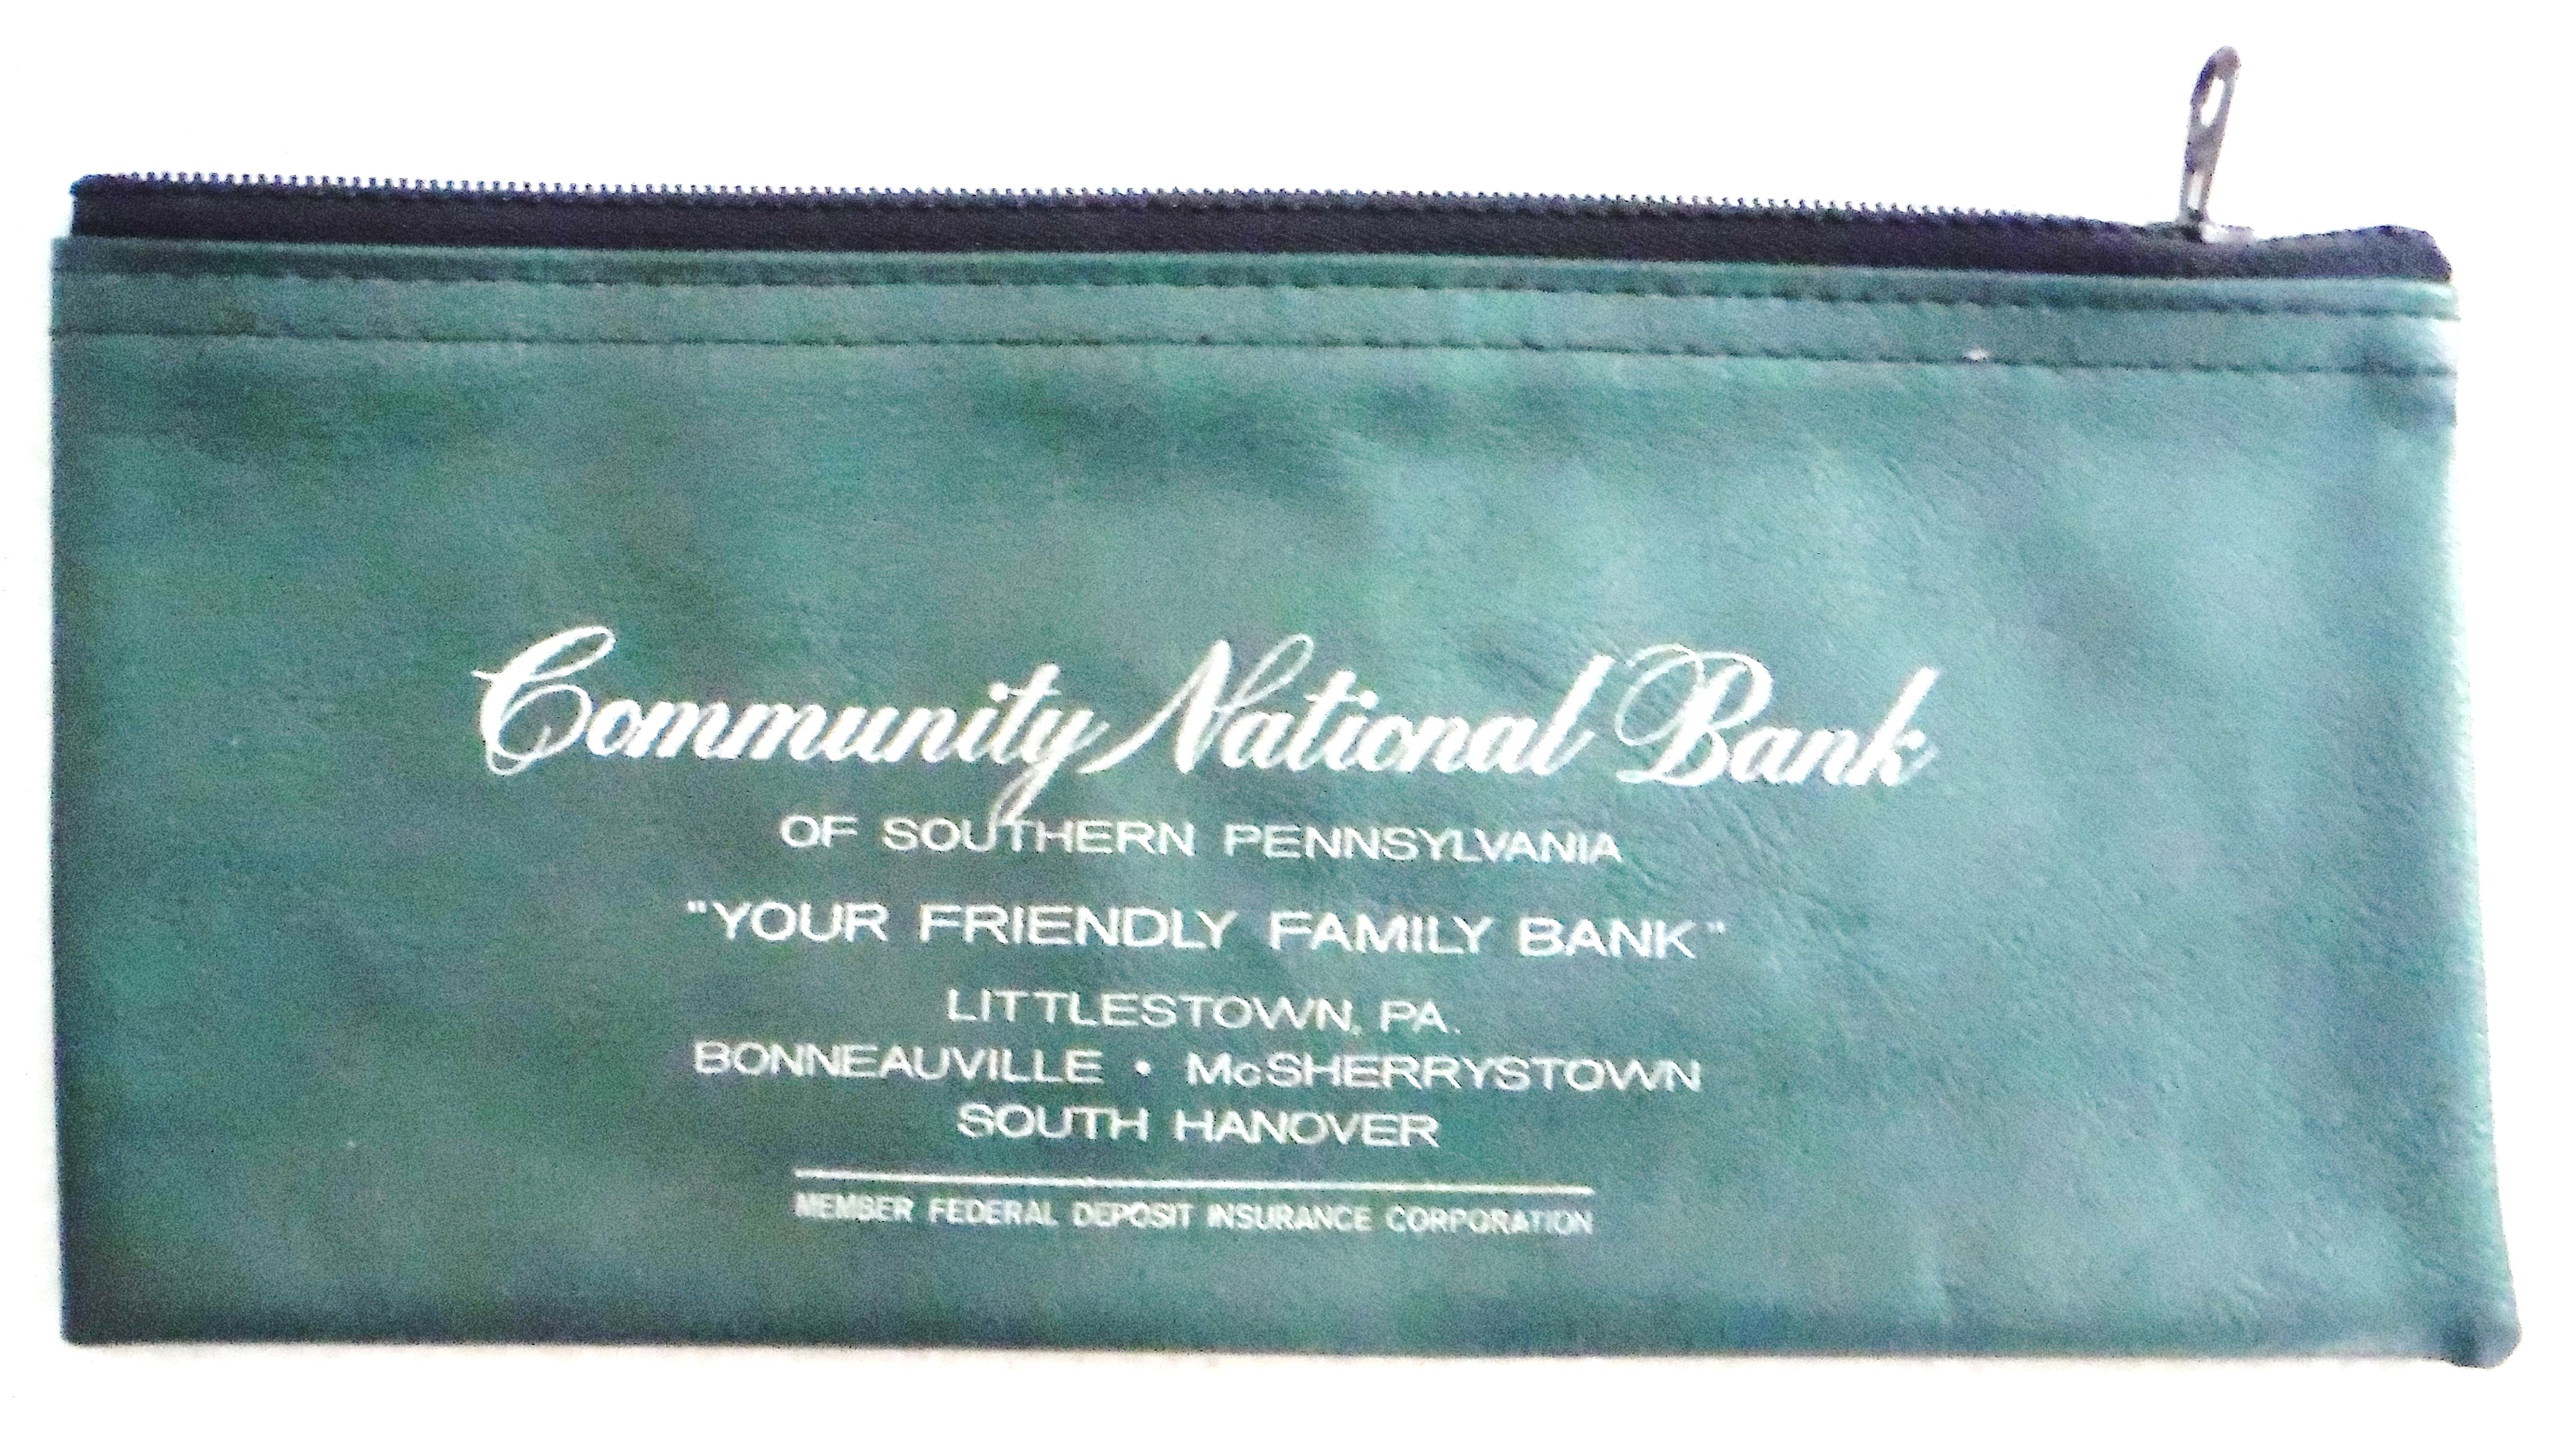 Community National Bank
OF SOUTHERN PENNSYLVANIA
"YOUR FRIENDLY FAMILY BANK"
LITTLESTOWN, PA.
BONNEAUVILLE • McSHERRYSTOWN
SOUTH HANOVER
MEMBER FEDERAL DEPOSIT INSURANCE CORPORATION